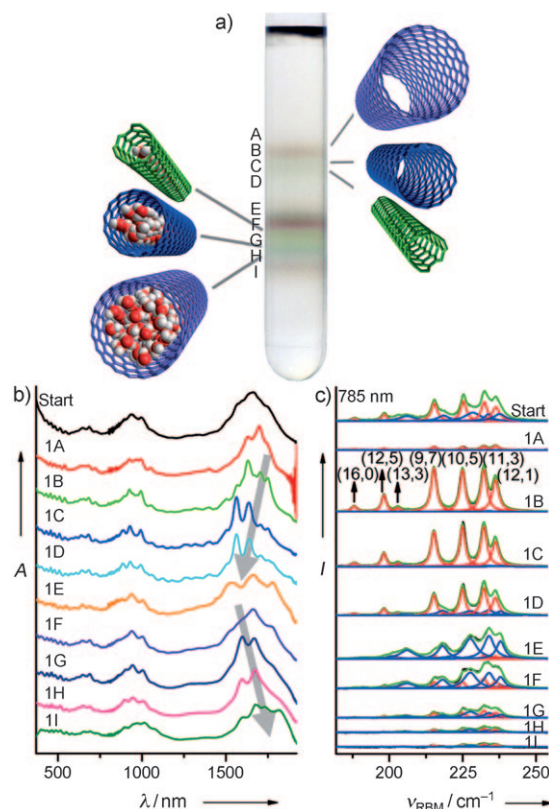 a)
A
B
C
D
E
F
G
H
I
b)
Start
1A
1B
1C
1D
1E
1F
1G
1H
1I
A
500 1000 1500
λ / nm
c)
785 nm
Start
1A
(12,5) (9,7) (10,5) (11,3)
(16,0) (13,3) (12,1)
1B
1C
1D
1E
1F
1G
1H
1I
I
200 225 250
νRBM / cm⁻¹